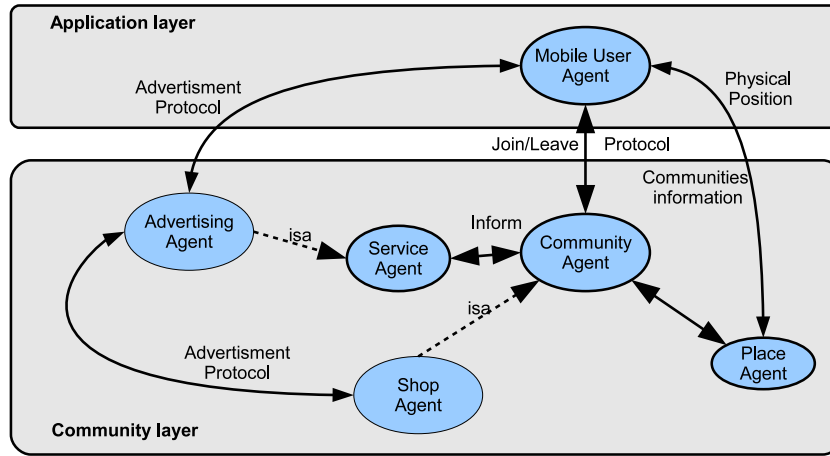 Application layer
Mobile User
Agent
Advertisment
Protocol
Physical
Position
Join/Leave Protocol
Communities
information
Advertising
Agent
isa
Service
Agent
Inform
Community
Agent
isa
Advertisment
Protocol
Shop
Agent
Place
Agent
Community layer